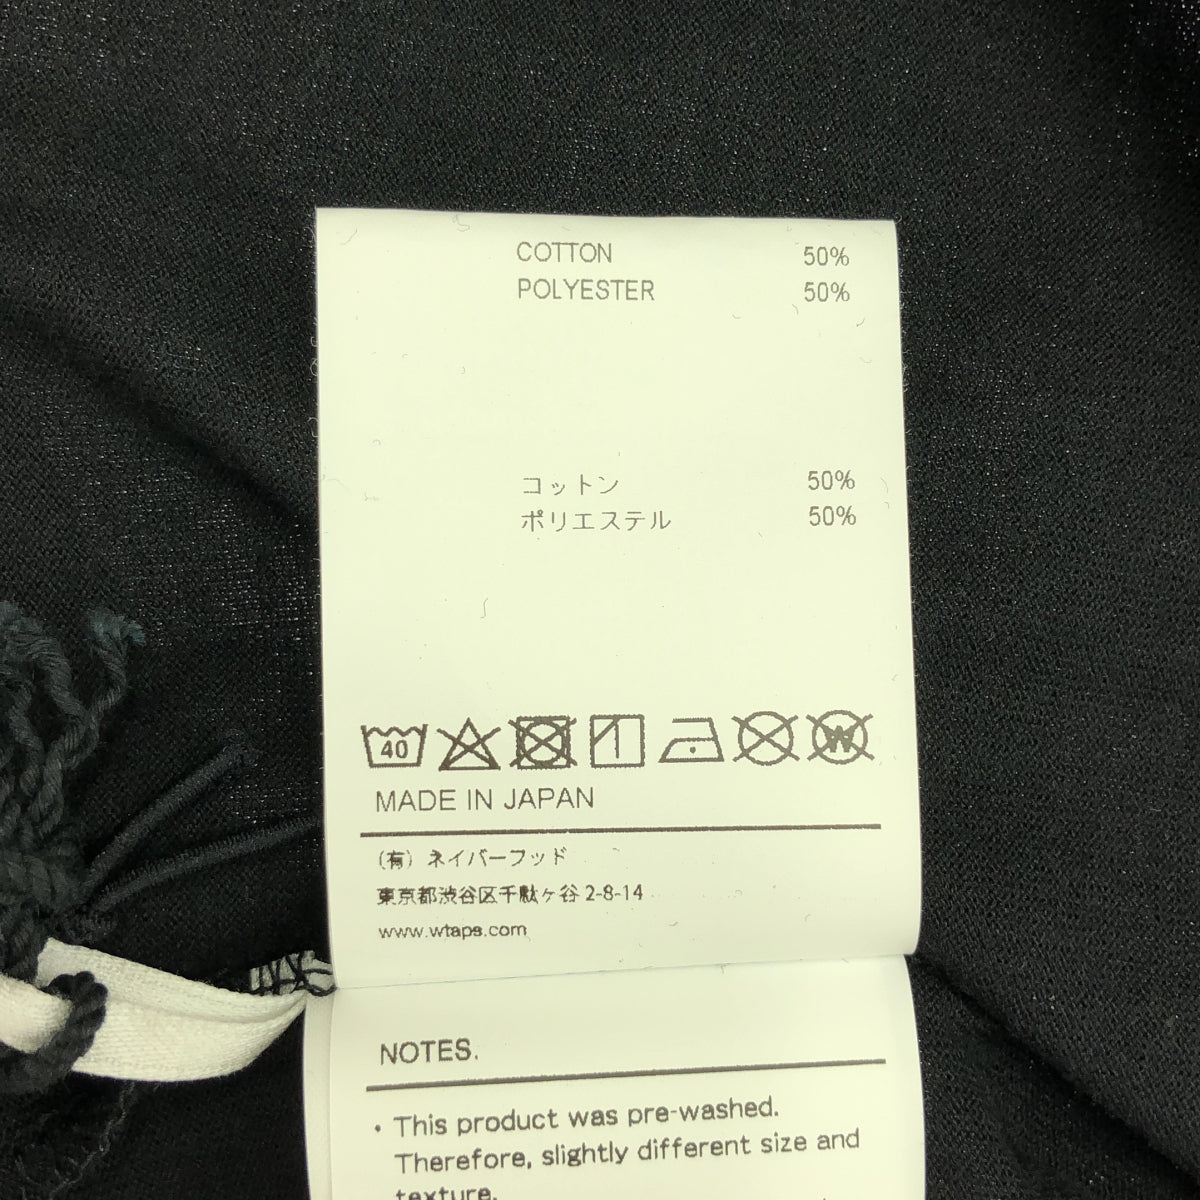 COTTON 50%
POLYESTER 50%
コットン 50%
ポリエステル 50%
40 W
MADE IN JAPAN
(有) ネイバーフッド
東京都渋谷区千駄ヶ谷 2-8-14
www.wtaps.com
NOTES.
・This product was pre-washed.
Therefore, slightly different size and
texture.